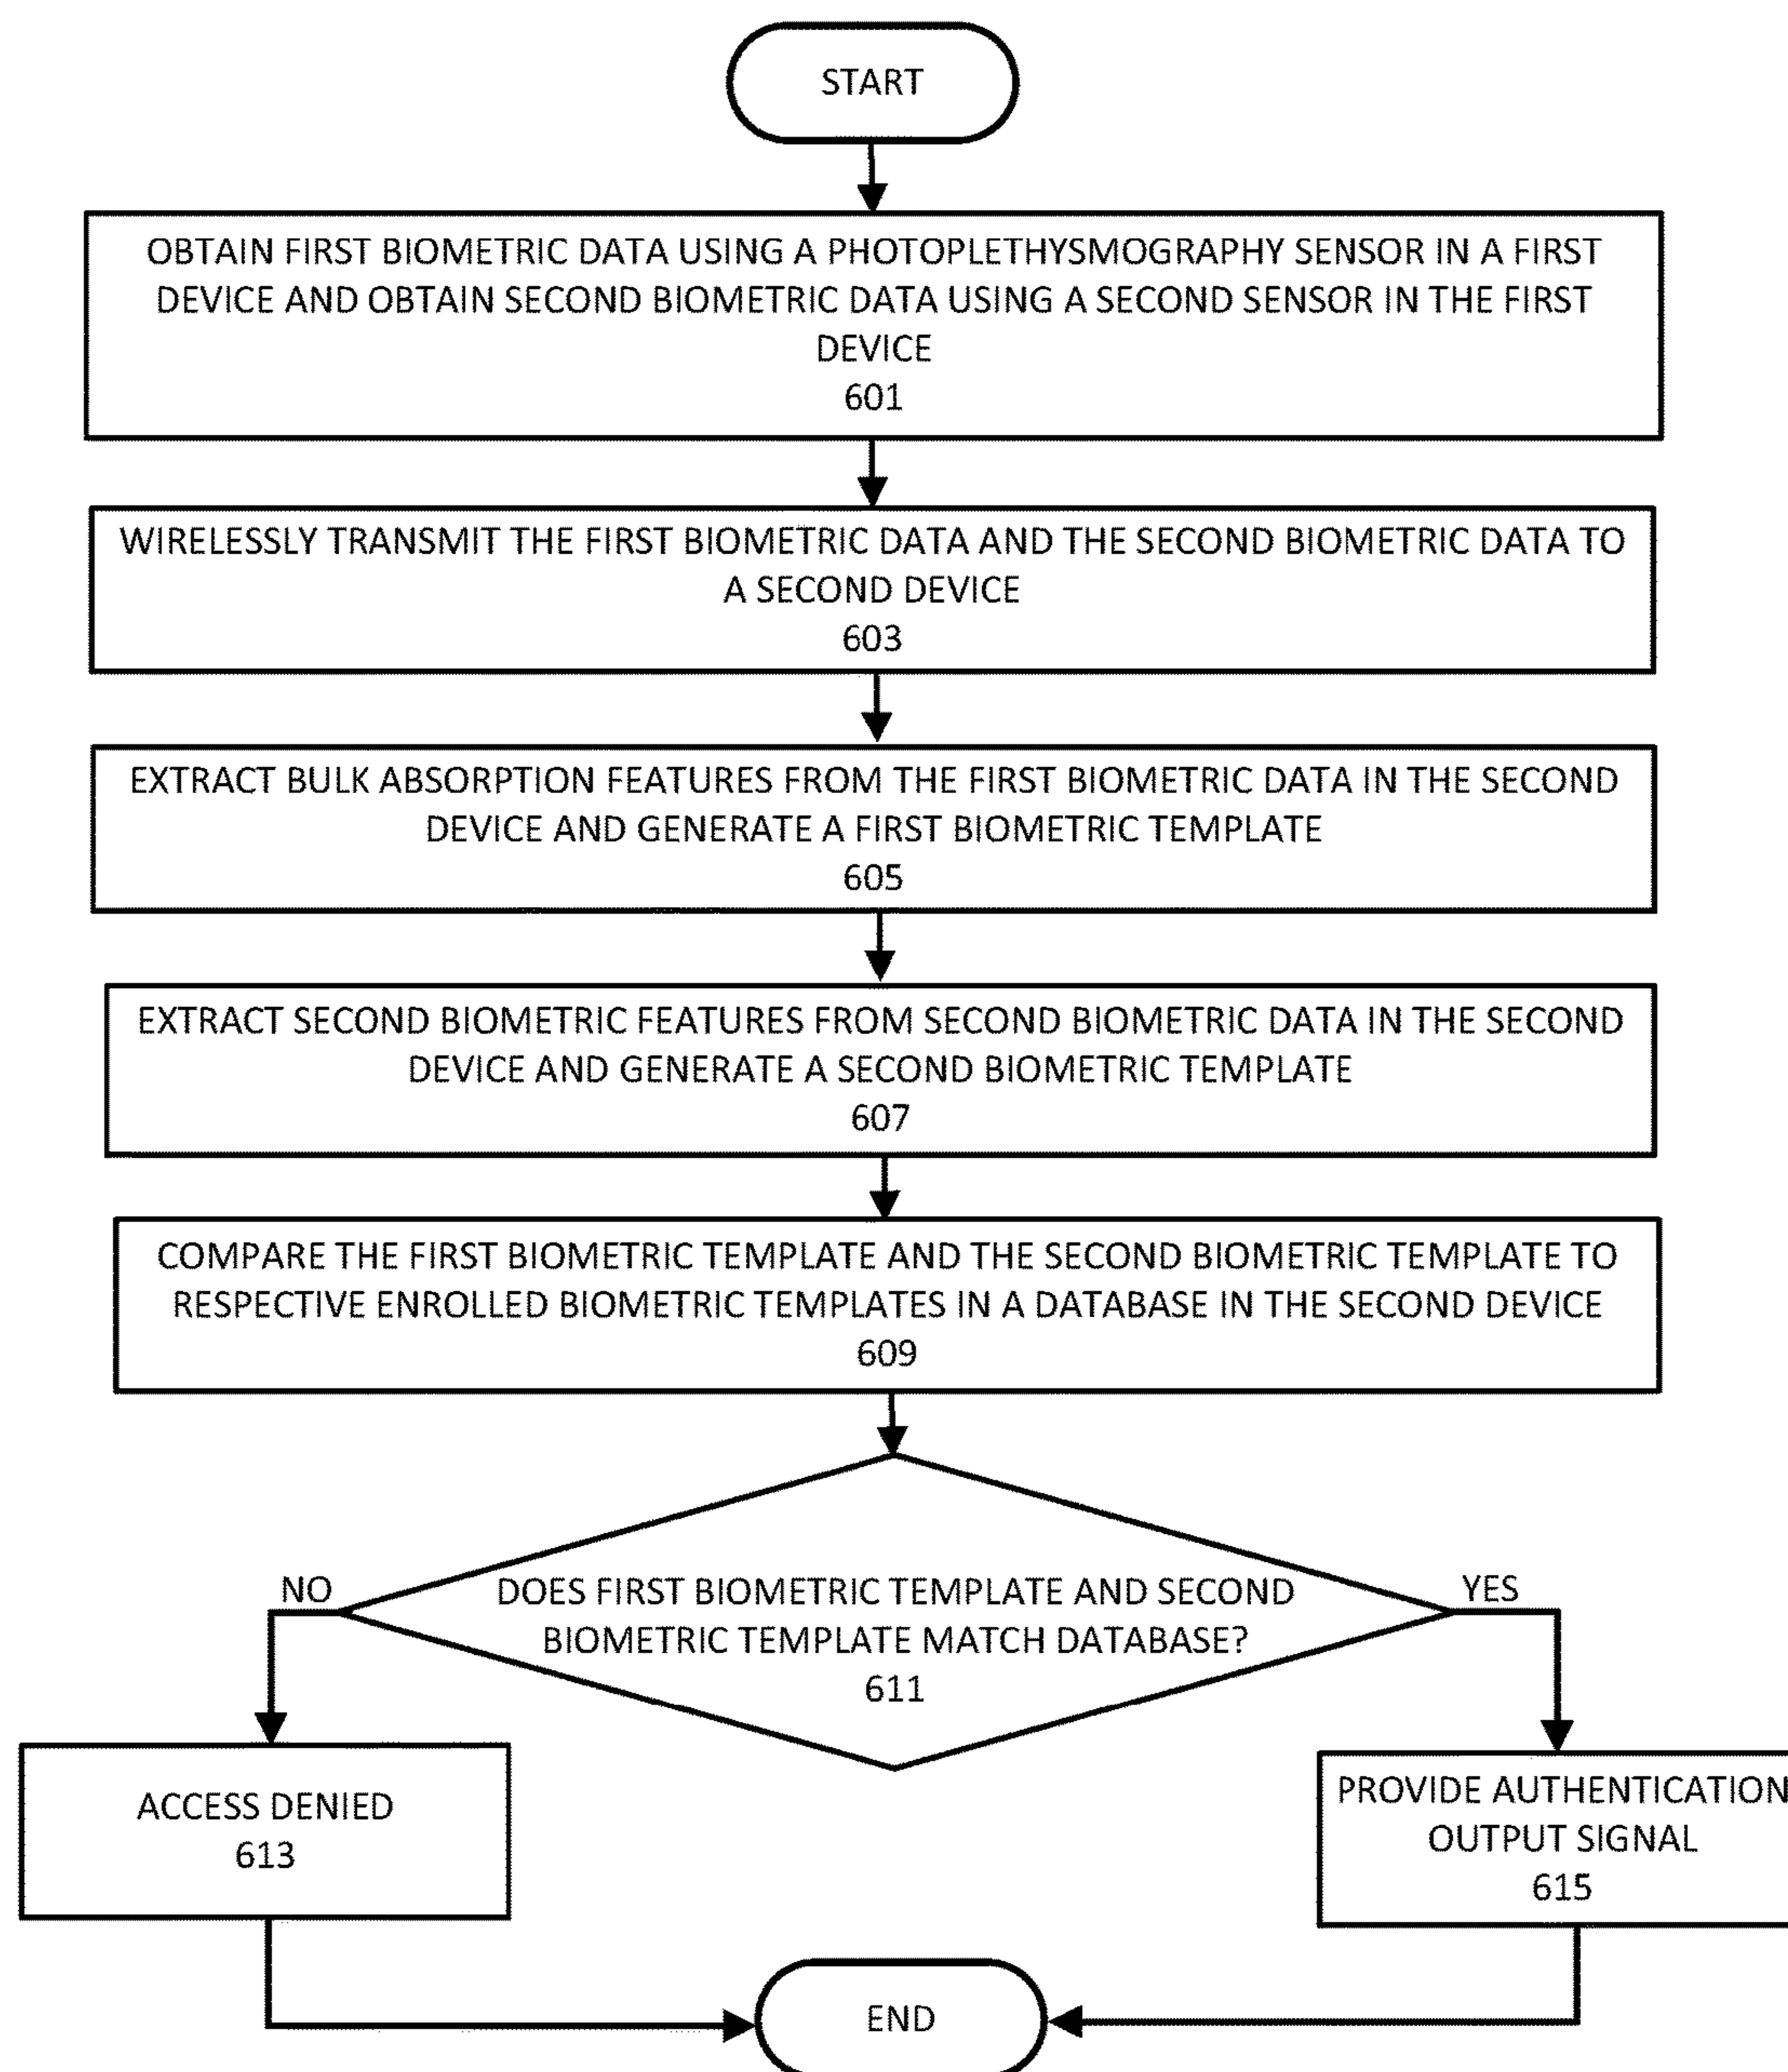 START
OBTAIN FIRST BIOMETRIC DATA USING A PHOTOPLETHYSMOGRAPHY SENSOR IN A FIRST
DEVICE AND OBTAIN SECOND BIOMETRIC DATA USING A SECOND SENSOR IN THE FIRST
DEVICE
601
WIRELESSLY TRANSMIT THE FIRST BIOMETRIC DATA AND THE SECOND BIOMETRIC DATA TO
A SECOND DEVICE
603
EXTRACT BULK ABSORPTION FEATURES FROM THE FIRST BIOMETRIC DATA IN THE SECOND
DEVICE AND GENERATE A FIRST BIOMETRIC TEMPLATE
605
EXTRACT SECOND BIOMETRIC FEATURES FROM SECOND BIOMETRIC DATA IN THE SECOND
DEVICE AND GENERATE A SECOND BIOMETRIC TEMPLATE
607
COMPARE THE FIRST BIOMETRIC TEMPLATE AND THE SECOND BIOMETRIC TEMPLATE TO
RESPECTIVE ENROLLED BIOMETRIC TEMPLATES IN A DATABASE IN THE SECOND DEVICE
609
NO
DOES FIRST BIOMETRIC TEMPLATE AND SECOND
BIOMETRIC TEMPLATE MATCH DATABASE?
611
YES
ACCESS DENIED
613
PROVIDE AUTHENTICATION
OUTPUT SIGNAL
615
END